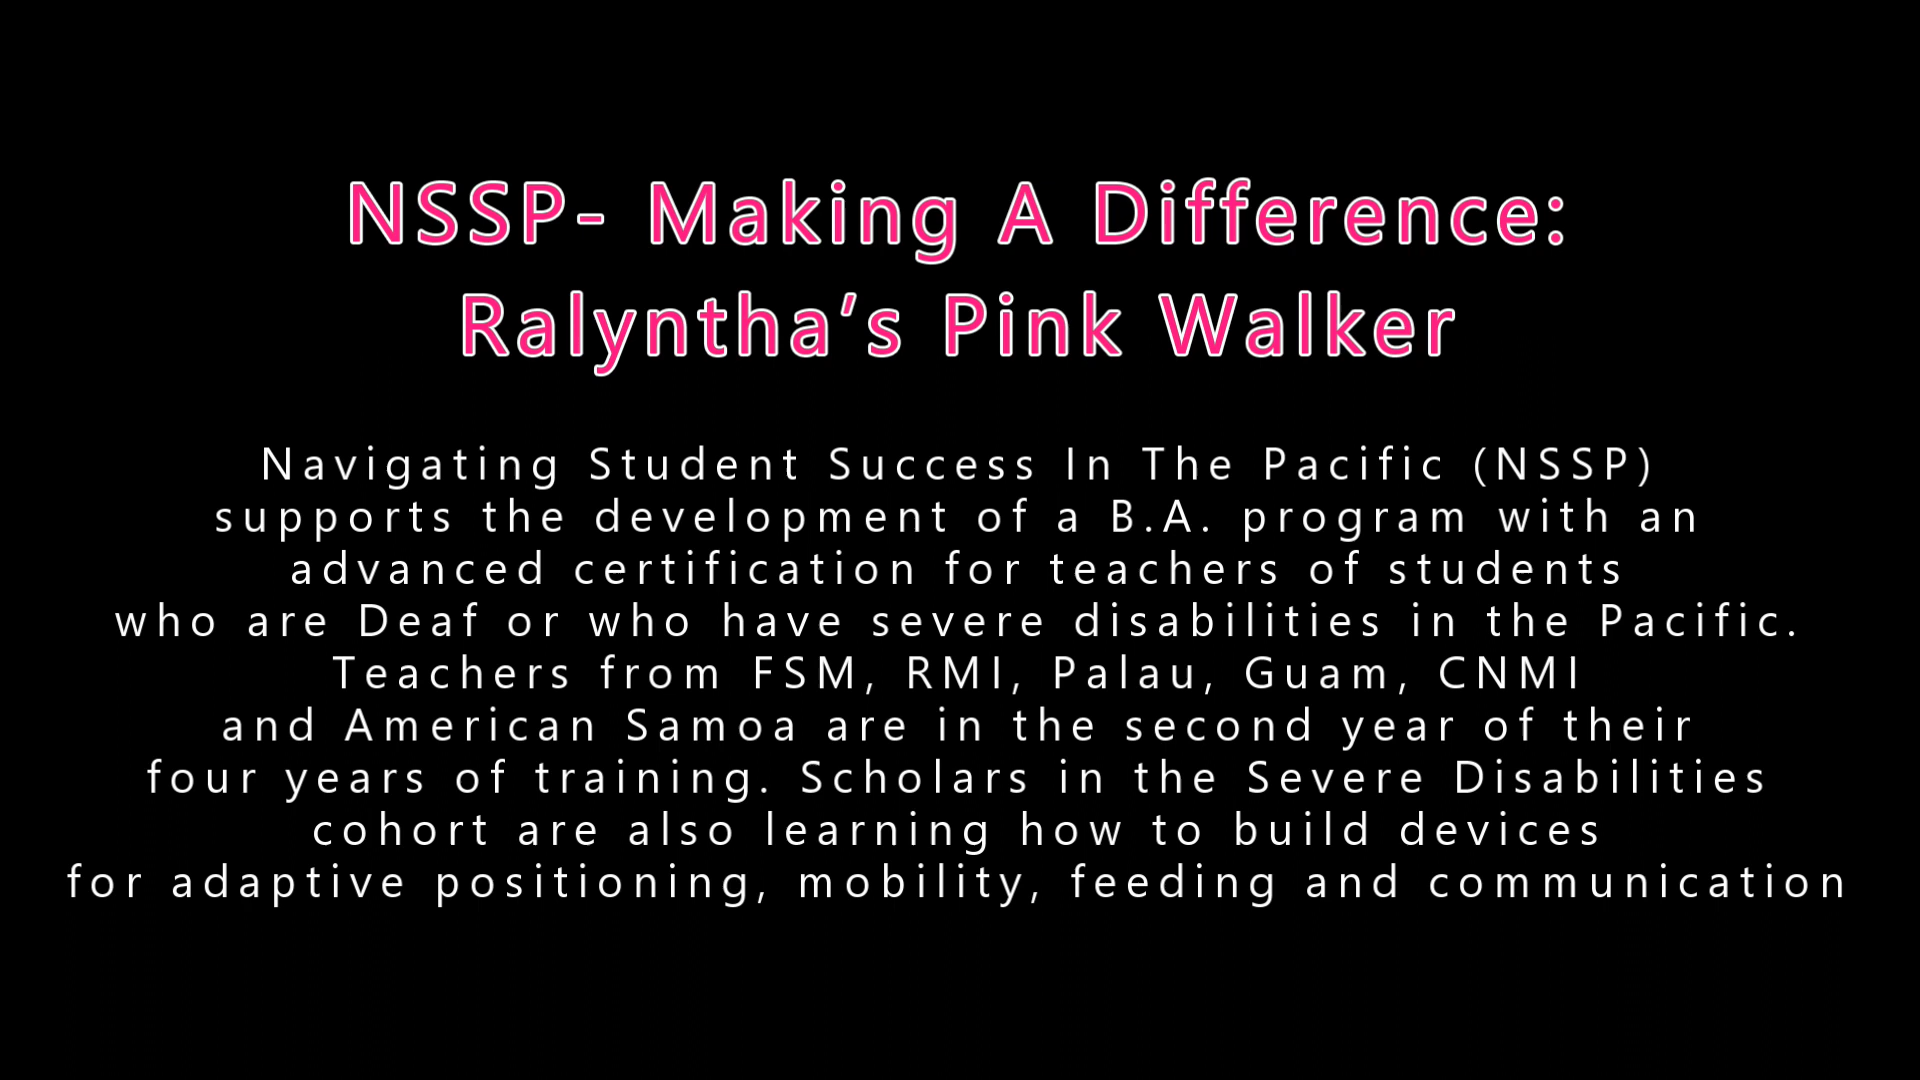 NSSP- Making A Difference:
Ralyntha’s Pink Walker
Navigating Student Success In The Pacific (NSSP)
supports the development of a B.A. program with an
advanced certification for teachers of students
who are Deaf or who have severe disabilities in the Pacific.
Teachers from FSM, RMI, Palau, Guam, CNMI
and American Samoa are in the second year of their
four years of training. Scholars in the Severe Disabilities
cohort are also learning how to build devices
for adaptive positioning, mobility, feeding and communication